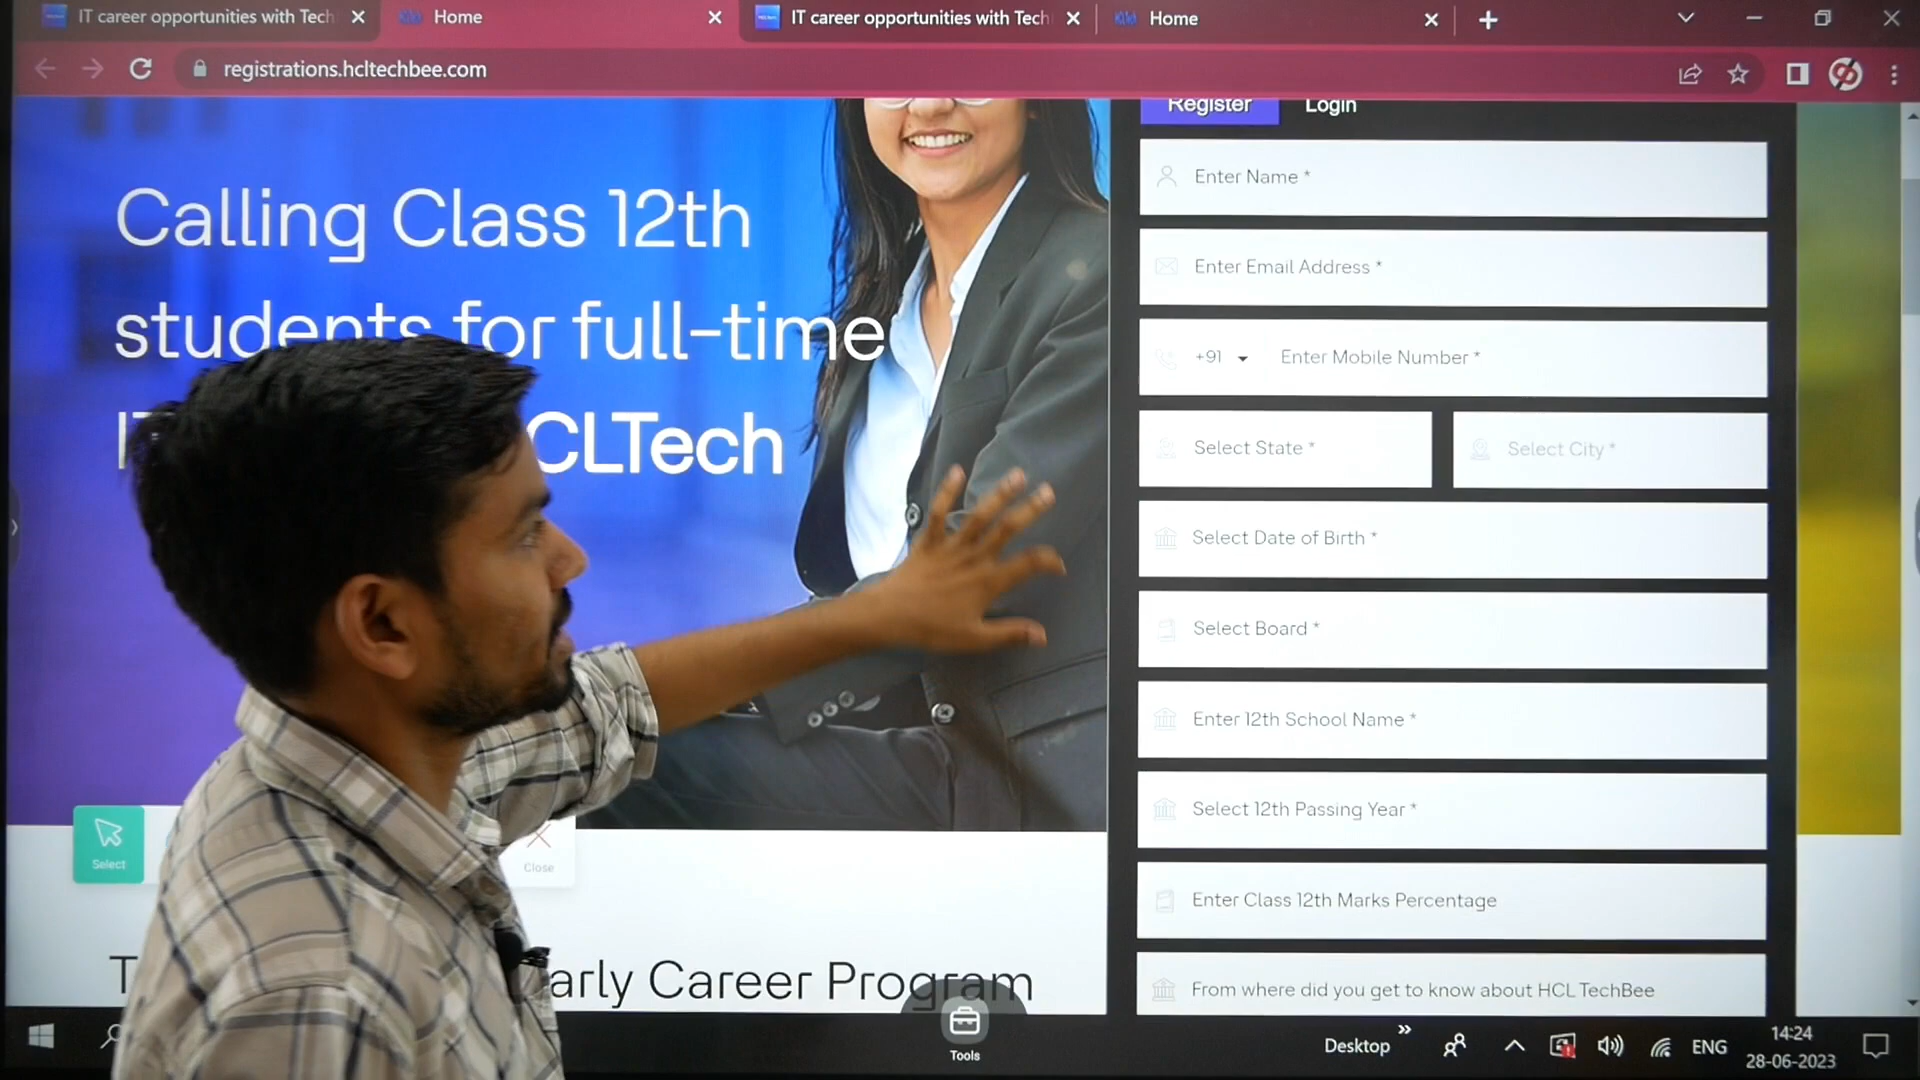 IT career opportunities with Tech
Home
IT career opportunities with Tech
Home
registrations.hcltechbee.com
Register
Login
Calling Class 12th
students for full-time
CLTech
Enter Name *
Enter Email Address *
+91
Enter Mobile Number *
Select State *
Select City *
Select Date of Birth *
Select Board *
Enter 12th School Name *
Select 12th Passing Year *
Enter Class 12th Marks Percentage
From where did you get to know about HCL TechBee
Select
Close
arly Career Program
Tools
Desktop
ENG
14:24
28-06-2023